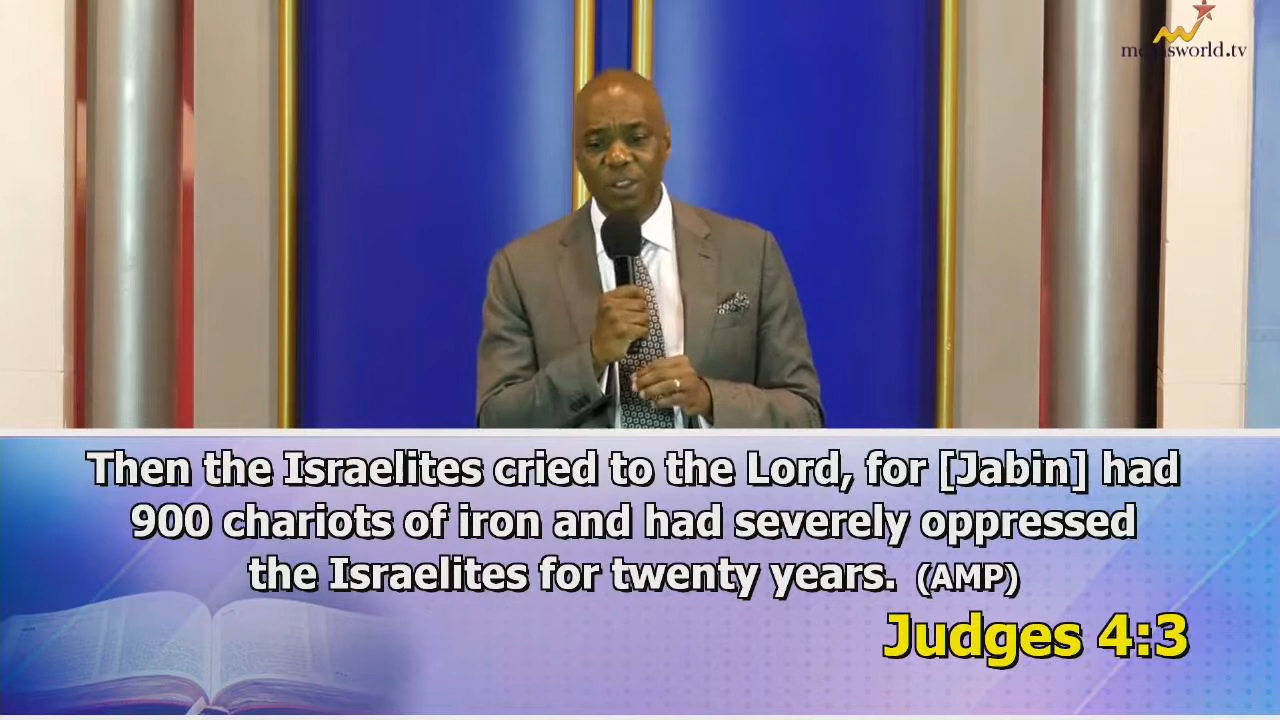 Then the Israelites cried to the Lord, for [Jabin] had
900 chariots of iron and had severely oppressed
the Israelites for twenty years. (AMP)
Judges 4:3